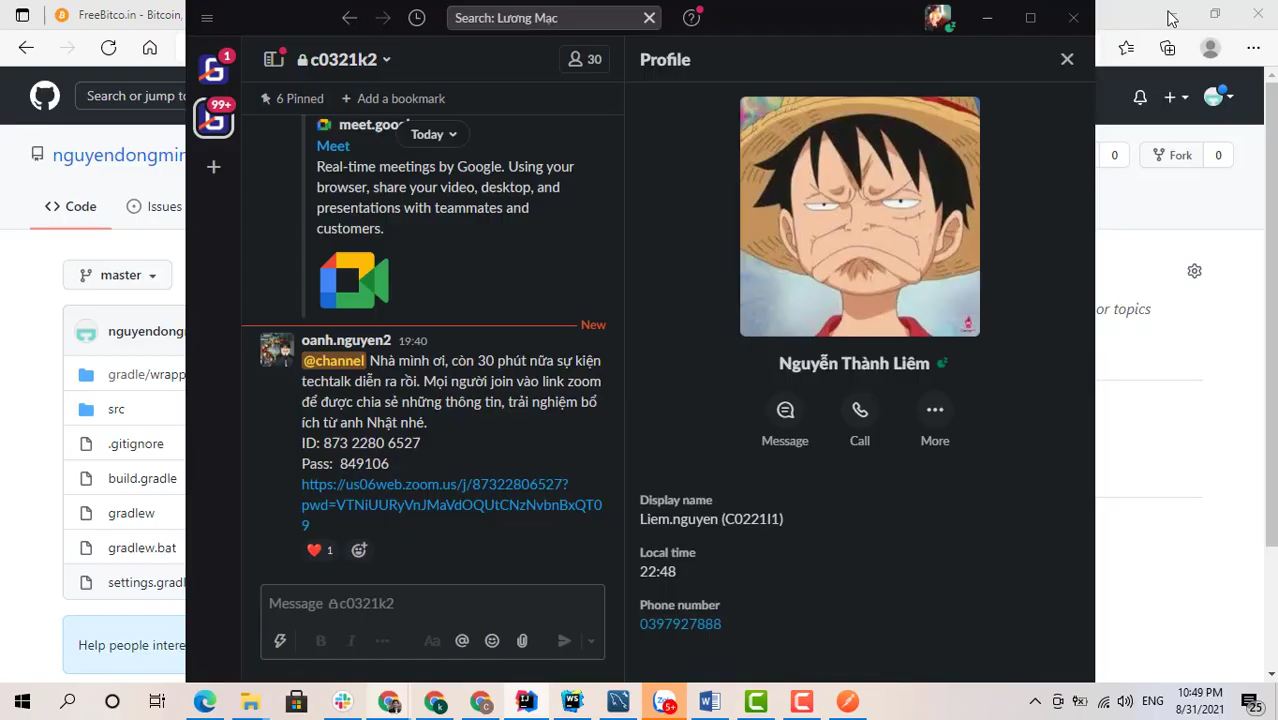 Bitcoin.de - Bitcoin
Search: Lương Mạc
Search or jump to
1
99+
c0321k2
30
Profile
6 Pinned
Add a bookmark
nguyendongmin
Code
Issues
0
Fork
0
master
nguyendong
gradle/wrapp
src
.gitignore
build.gradle
gradlew
gradlew.bat
settings.grad
Help people intere
or topics
Today
Meet
Real-time meetings by Google. Using your
browser, share your video, desktop, and
presentations with teammates and
customers.
New
oanh.nguyen2 19:40
@channel Nhà mình ơi, còn 30 phút nữa sự kiện
techtalk diễn ra rồi. Mọi người join vào link zoom
để được chia sẻ những thông tin, trải nghiệm bổ
ích từ anh Nhật nhé.
ID: 873 2280 6527
Pass: 849106
https://us06web.zoom.us/j/87322806527?
pwd=VTNiUURyVnJMaVdOQUtCNzNvbnBxQT0
9
1
Message c0321k2
B I Aa
Nguyễn Thành Liêm
Message
Call
More
Display name
Liem.nguyen (C0221I1)
Local time
22:48
Phone number
0397927888
5+
ENG
10:49 PM
8/31/2021
25